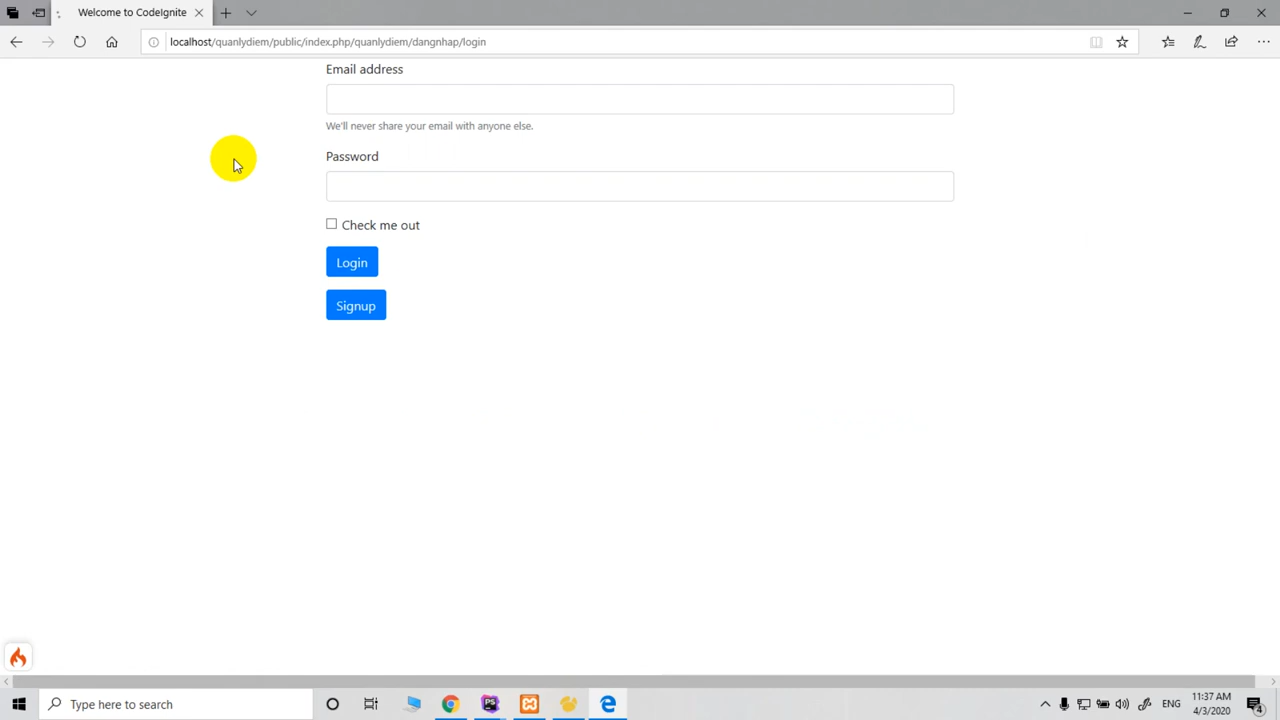 Welcome to CodeIgnite
localhost/quanlydiem/public/index.php/quanlydiem/dangnhap/login
Email address
We'll never share your email with anyone else.
Password
Check me out
Login
Signup
Type here to search
PS
ENG
11:37 AM
4/3/2020
4